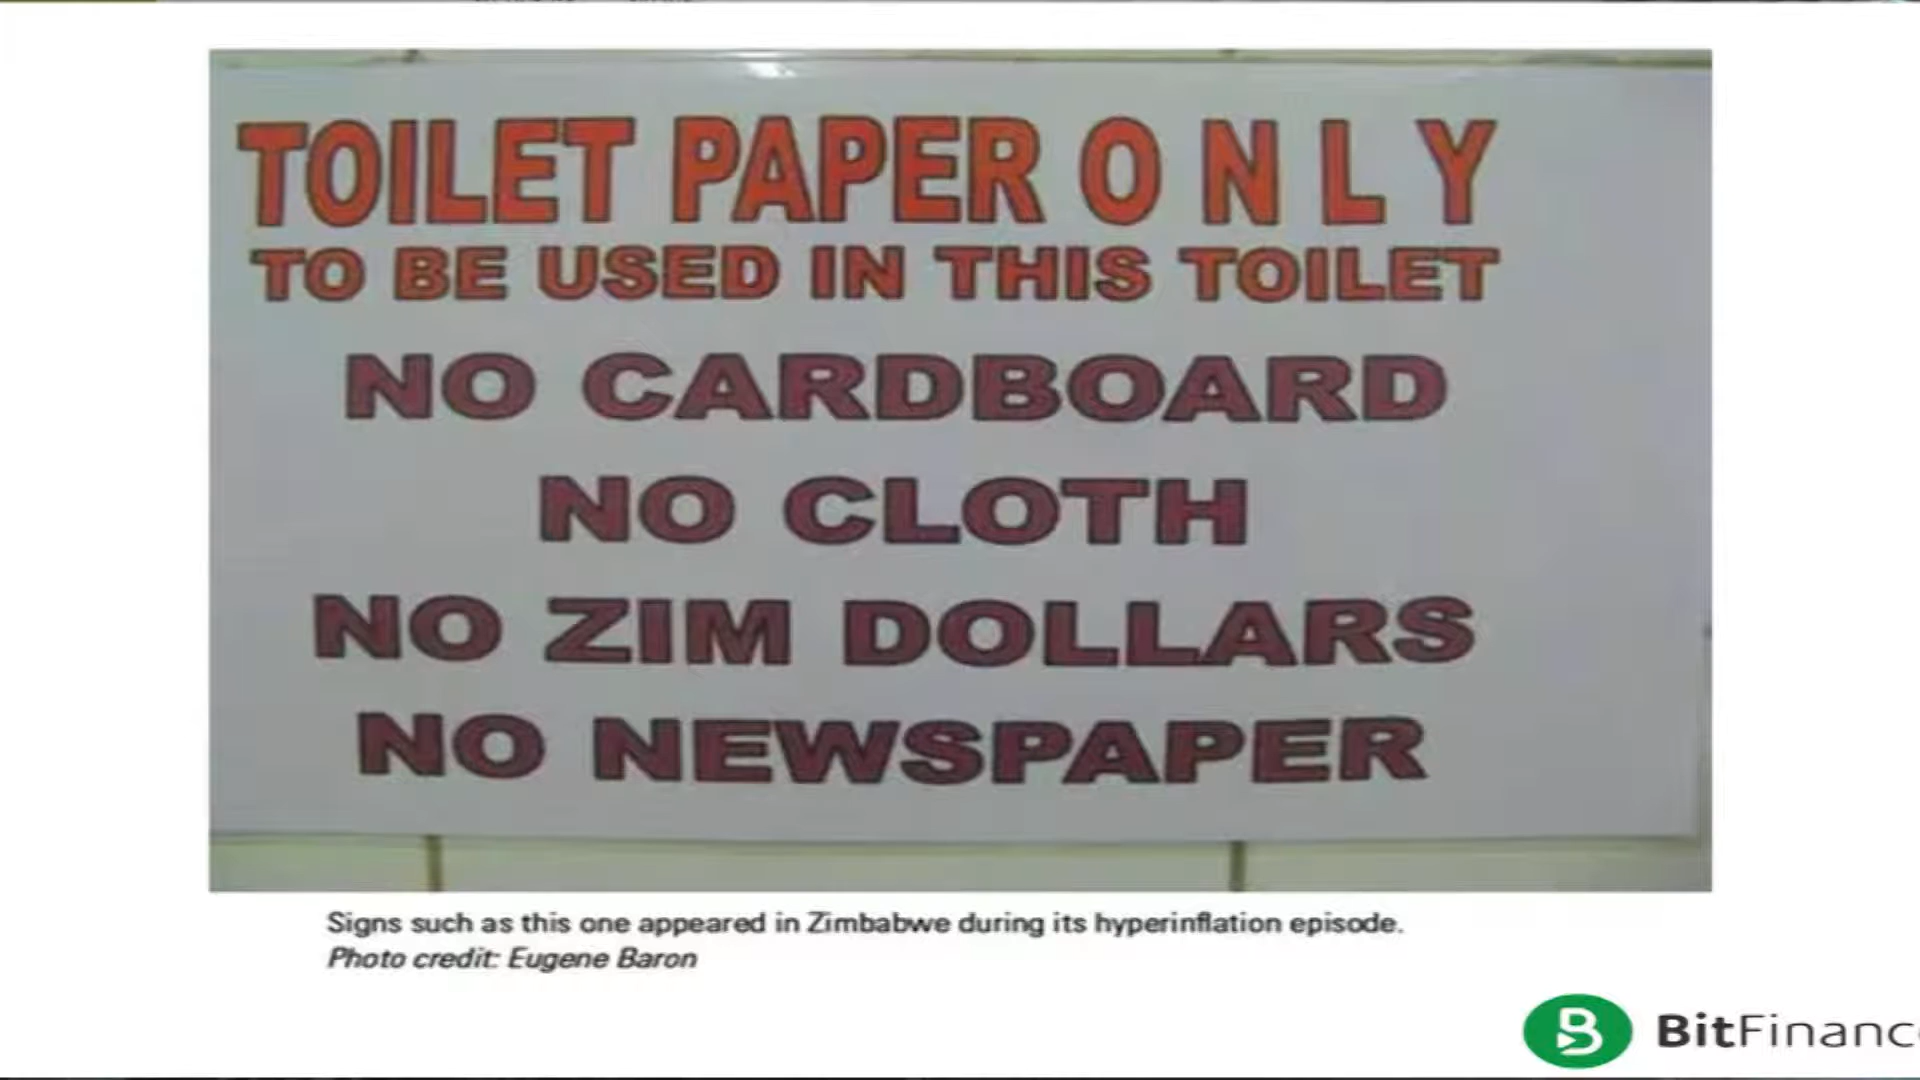 TOILET PAPER O N L Y
TO BE USED IN THIS TOILET
NO CARDBOARD
NO CLOTH
NO ZIM DOLLARS
NO NEWSPAPER
Signs such as this one appeared in Zimbabwe during its hyperinflation episode.
Photo credit: Eugene Baron